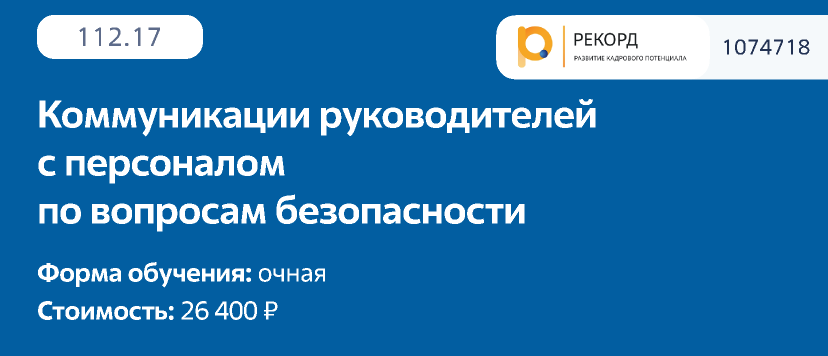 112.17
РЕКОРД
РАЗВИТИЕ КАДРОВОГО ПОТЕНЦИАЛА
1074718
Коммуникации руководителей
с персоналом
по вопросам безопасности
Форма обучения: очная
Стоимость: 26 400 ₽